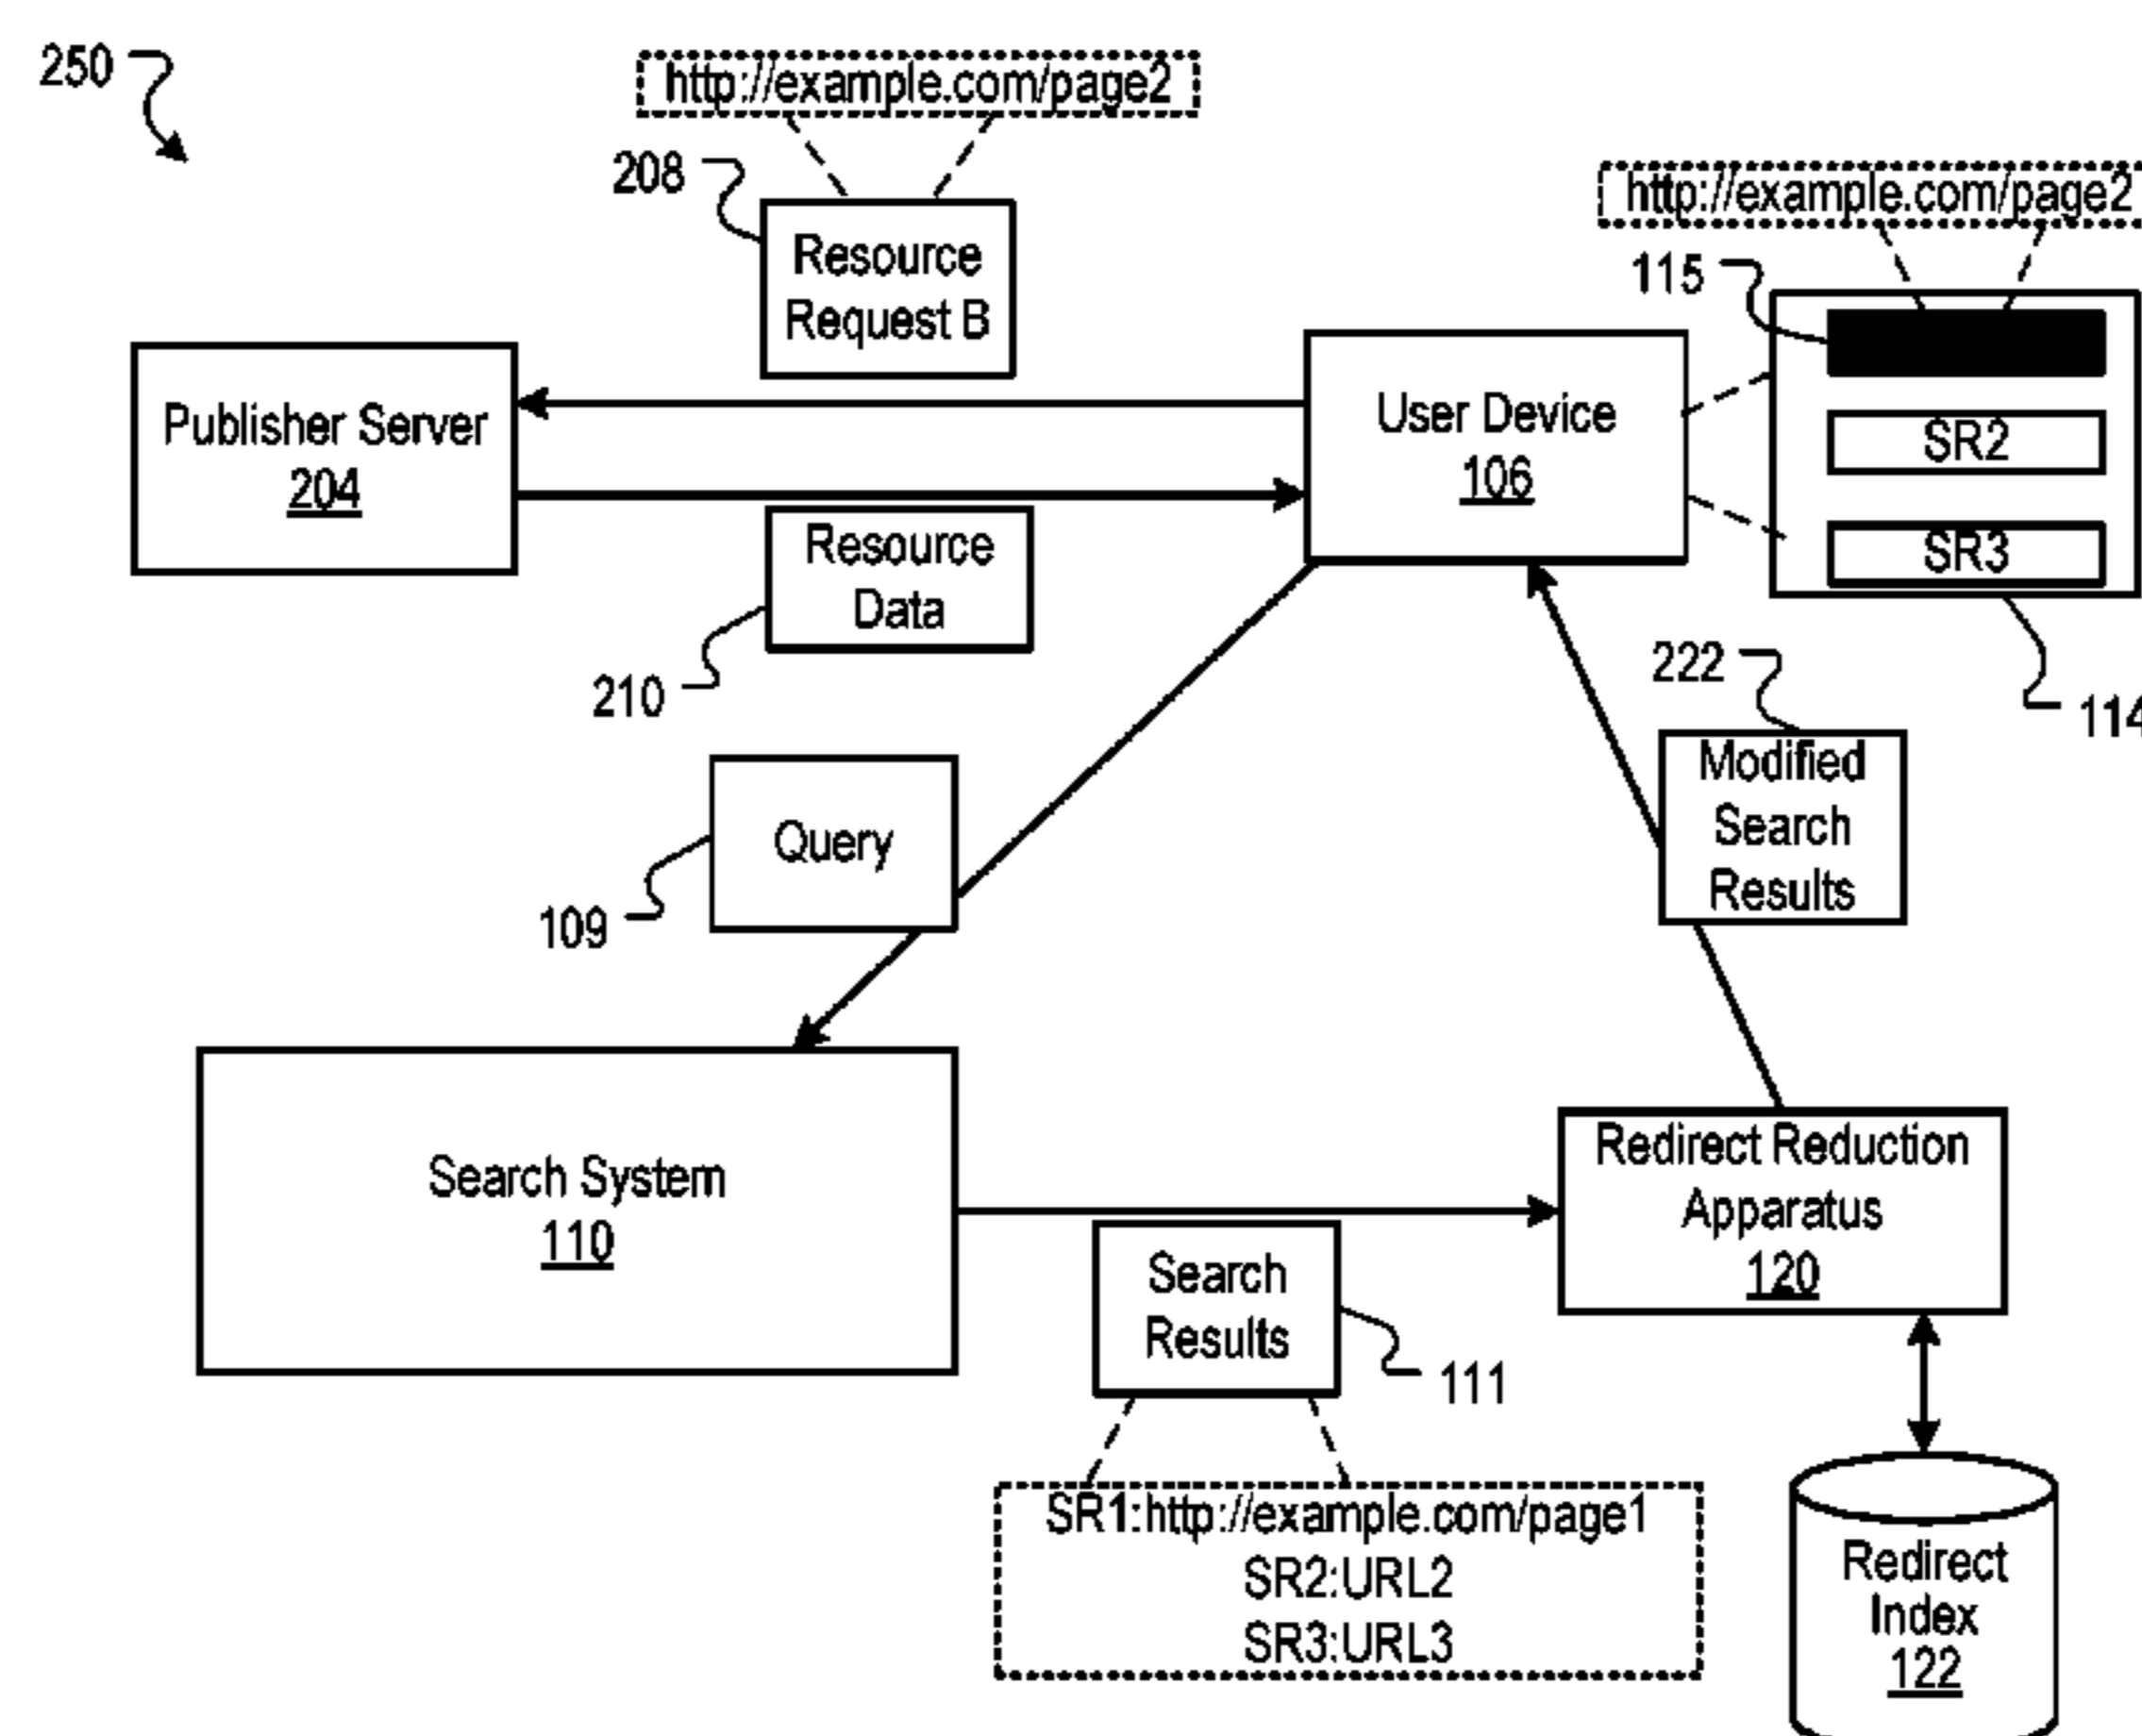 250
http://example.com/page2
208
Resource
Request B
http://example.com/page2
115
Publisher Server
204
User Device
106
SR2
SR3
Resource
Data
210
222
114
Modified
Search
Results
Query
109
Search System
110
Redirect Reduction
Apparatus
120
Search
Results
111
SR1:http://example.com/page1
SR2:URL2
SR3:URL3
Redirect
Index
122